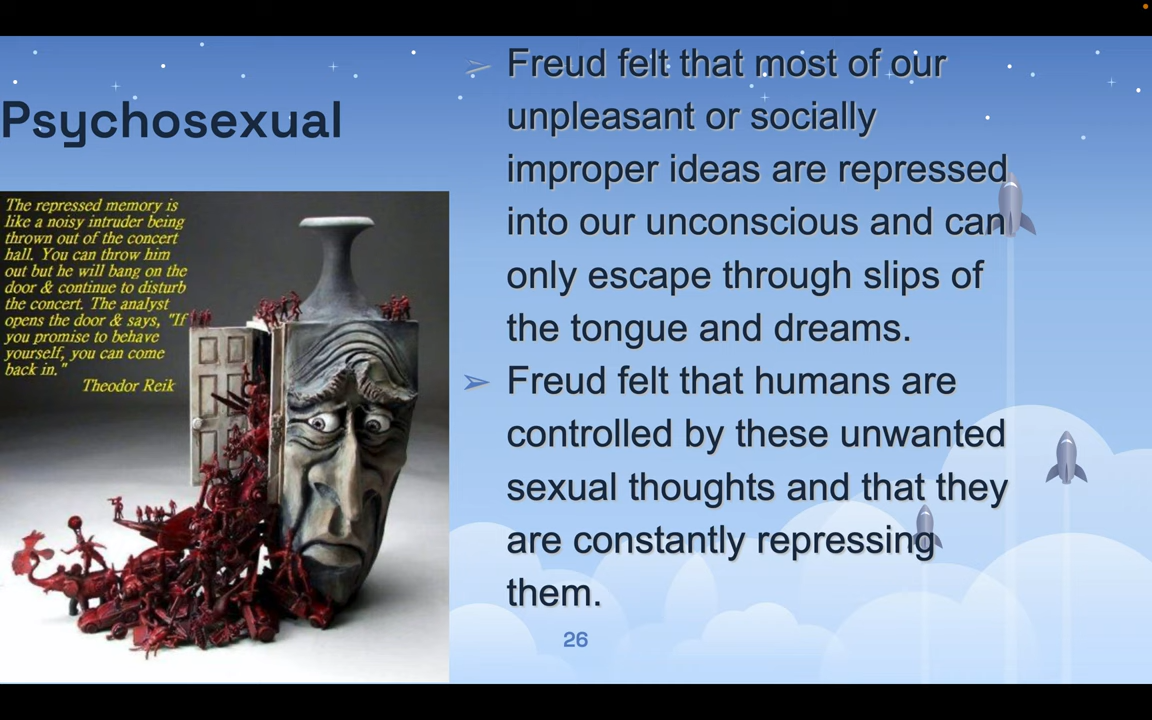 Psychosexual
The repressed memory is
like a noisy intruder being
thrown out of the concert
hall. You can throw him
out but he will bang on the
door & continue to disturb
the concert. The analyst
opens the door & says, "If
you promise to behave
yourself, you can come
back in."
Theodor Reik
➢ Freud felt that most of our
unpleasant or socially
improper ideas are repressed
into our unconscious and can
only escape through slips of
the tongue and dreams.
➢ Freud felt that humans are
controlled by these unwanted
sexual thoughts and that they
are constantly repressing
them.
26